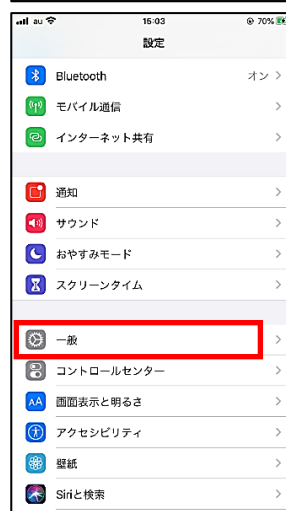 au 15:03 70%
設定
Bluetooth オン
モバイル通信
インターネット共有
通知
サウンド
おやすみモード
スクリーンタイム
一般
コントロールセンター
AA 画面表示と明るさ
アクセシビリティ
壁紙
Siriと検索